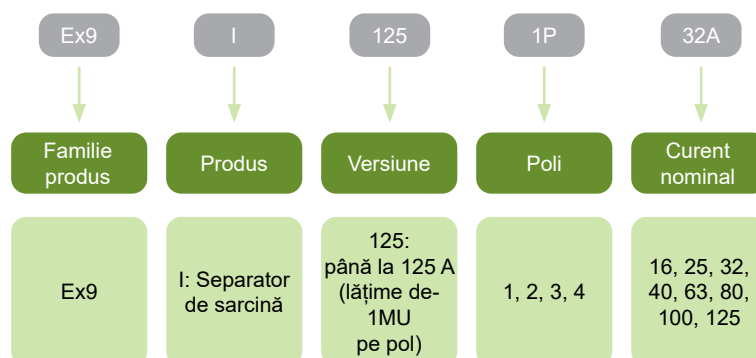 Ex9
I
125
1P
32A
Familie
produs
Produs
Versiune
Poli
Curent
nominal
Ex9
I: Separator
de sarcină
125:
până la 125 A
(lățime de-
1MU
pe pol)
1, 2, 3, 4
16, 25, 32,
40, 63, 80,
100, 125